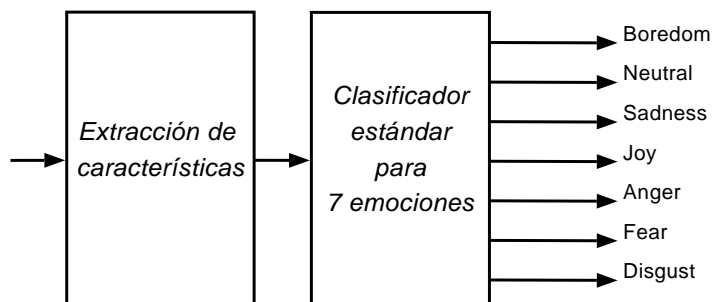 Extracción de
características
Clasificador
estándar
para
7 emociones
Boredom
Neutral
Sadness
Joy
Anger
Fear
Disgust